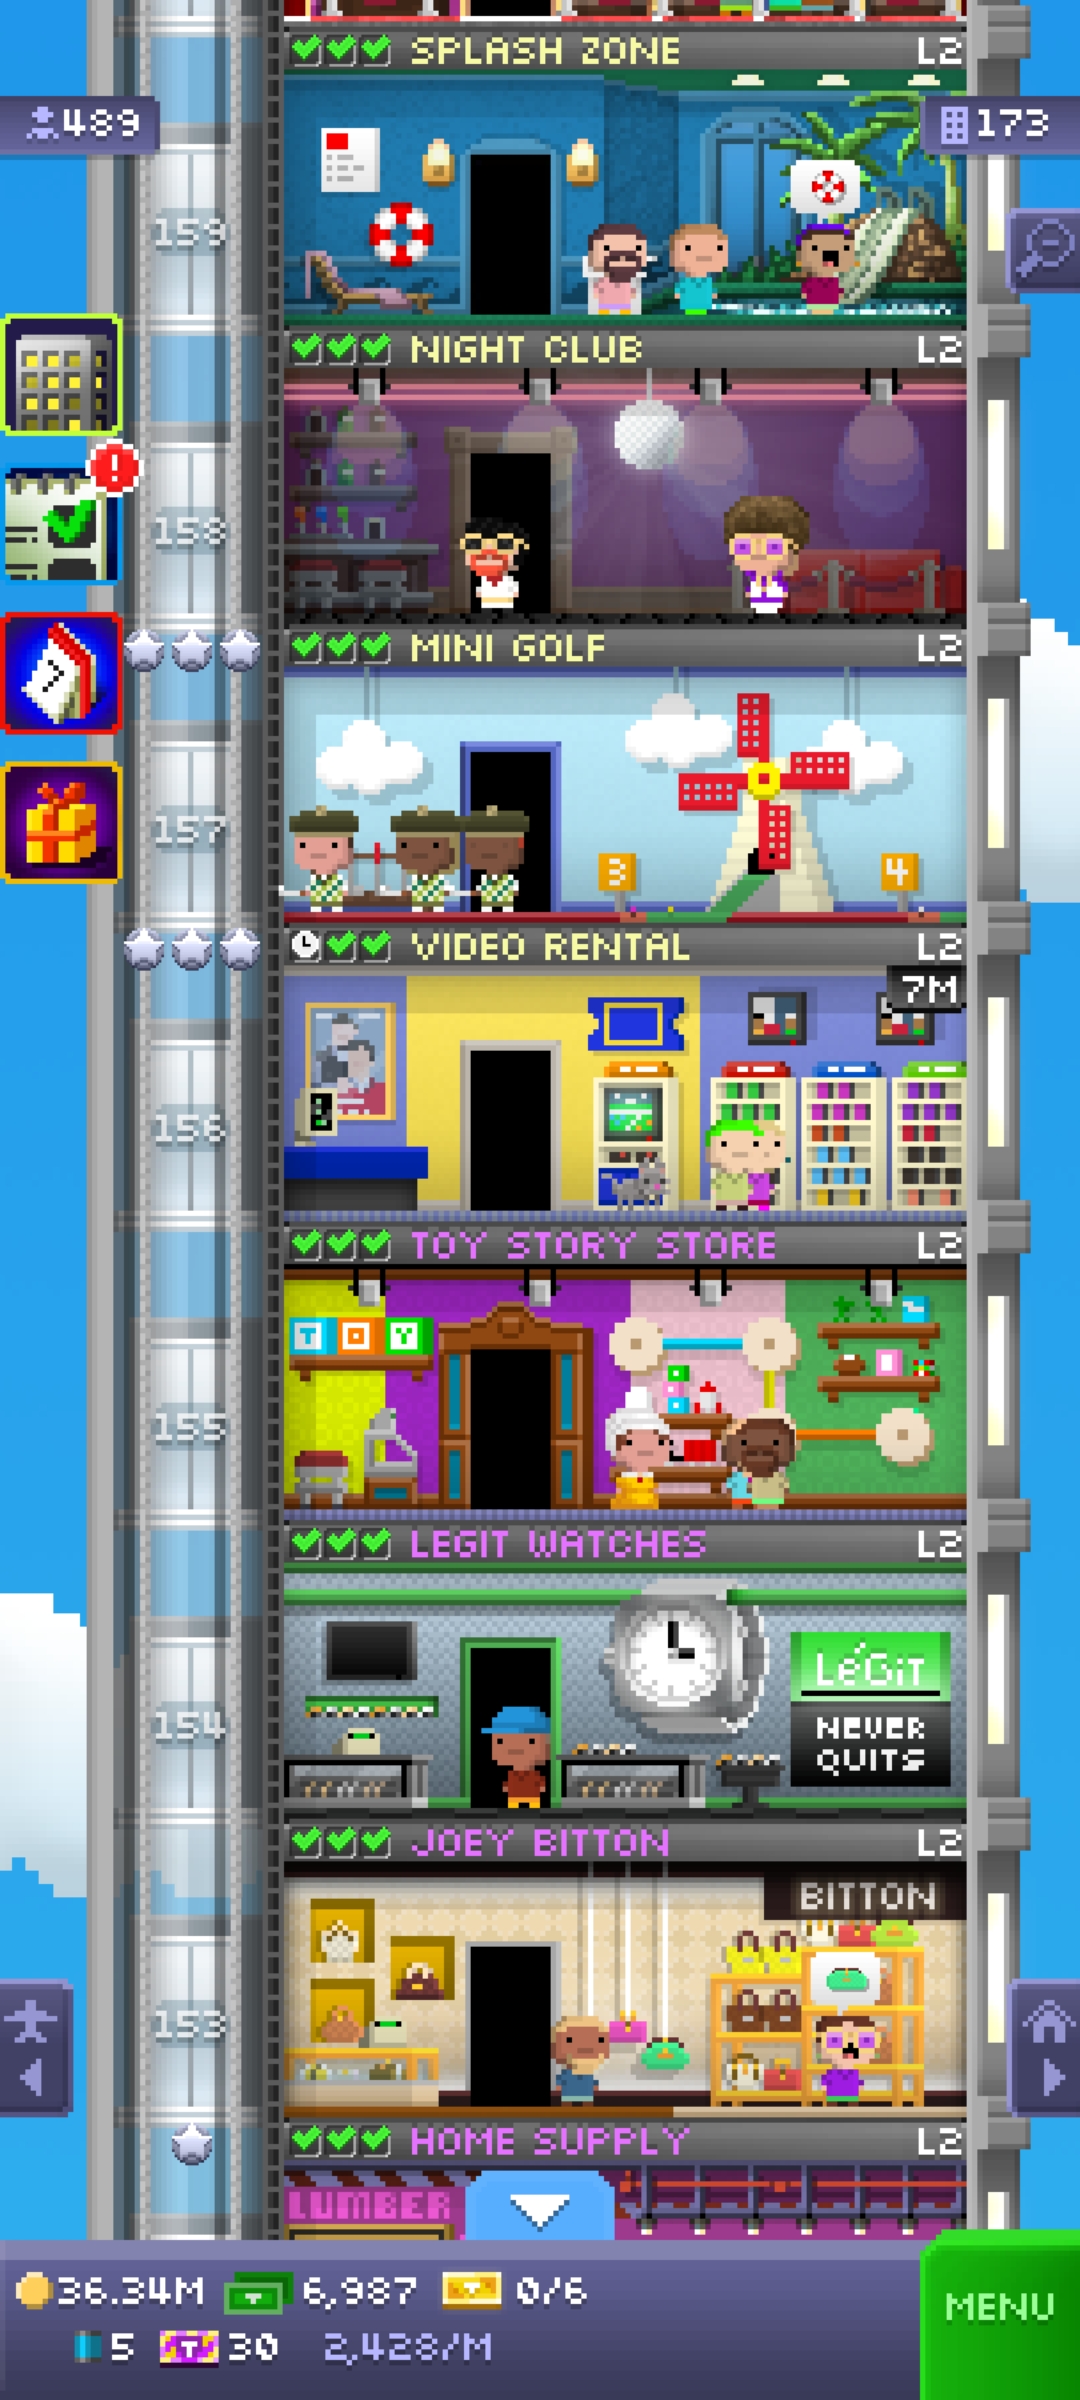 SPLASH ZONE L2
489
173
159
NIGHT CLUB L2
158
MINI GOLF L2
3
4
157
VIDEO RENTAL L2
7M
156
TOY STORY STORE L2
T O Y
155
LEGIT WATCHES L2
LéGiT
NEVER
QUITS
154
JOEY BITTON L2
BITTON
153
HOME SUPPLY L2
LUMBER
36.34M 6,987 0/6
5 T 30 2,428/M
MENU